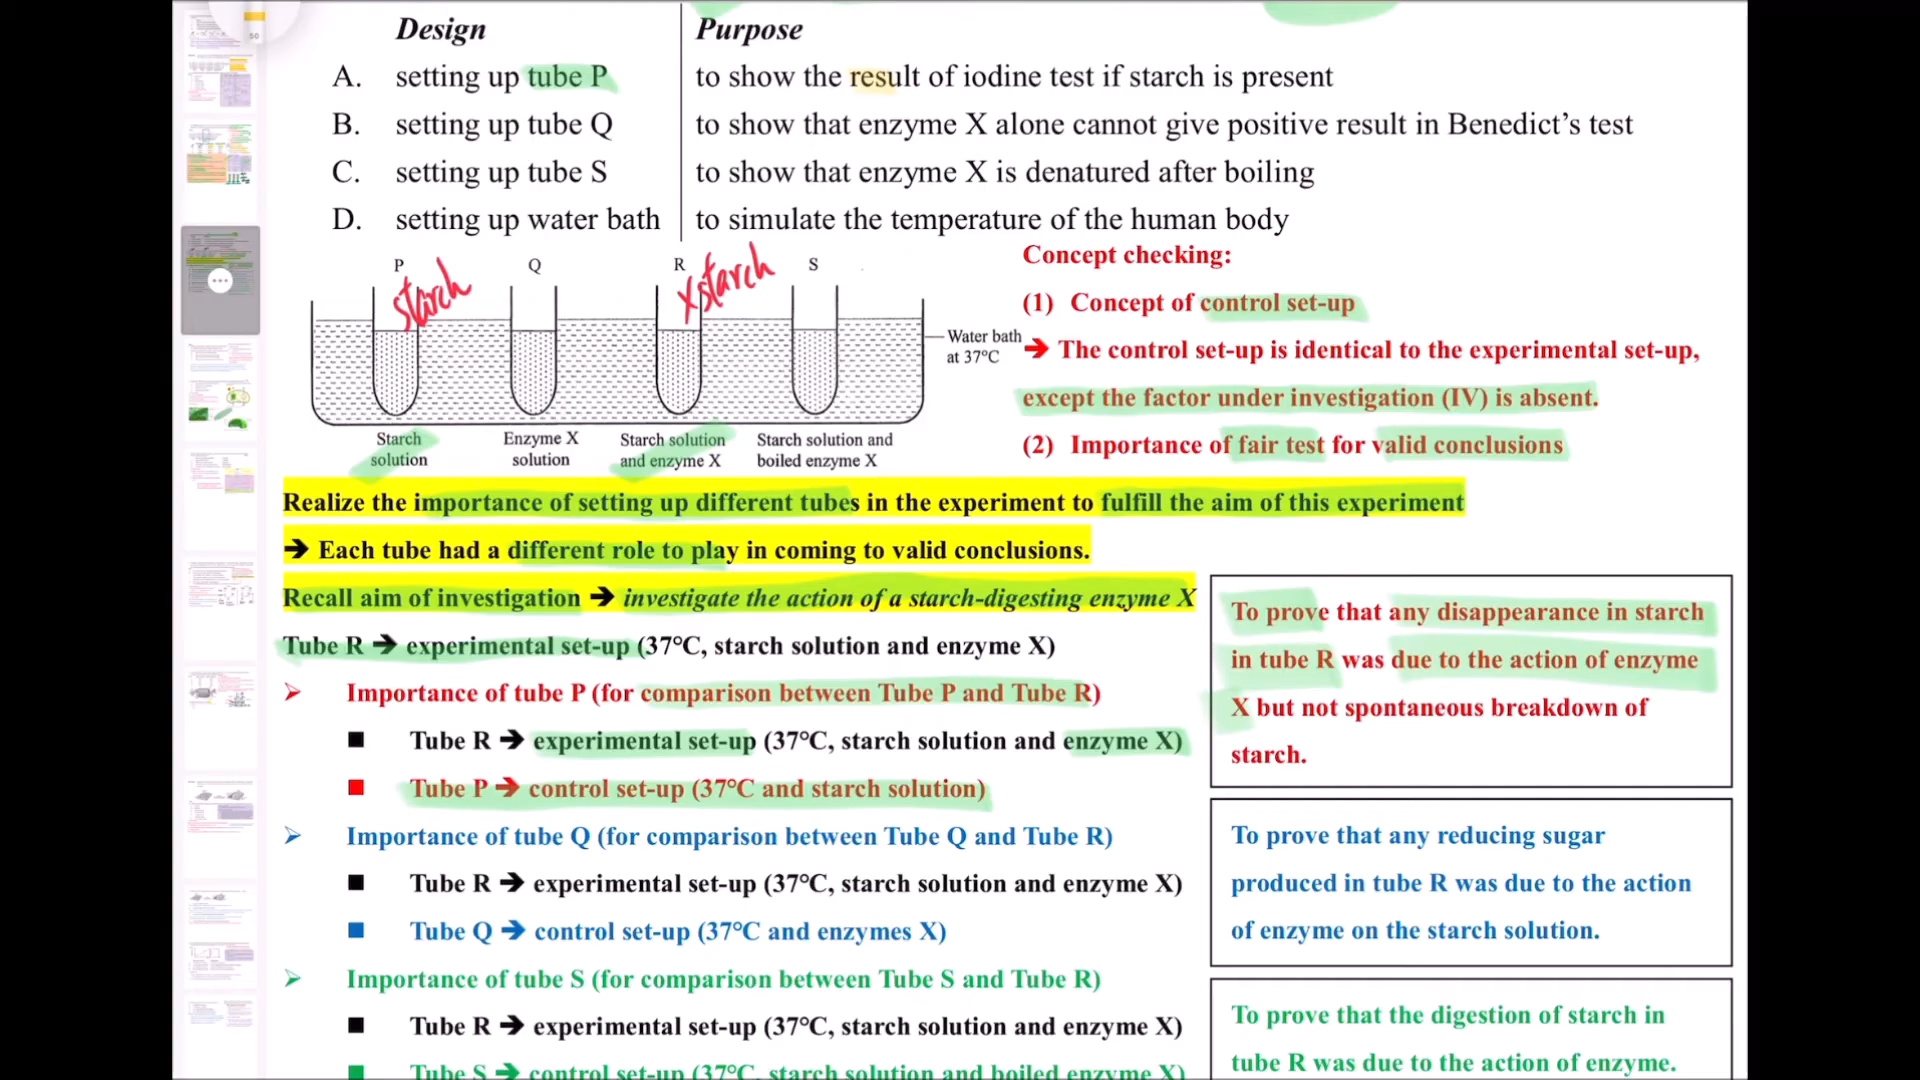 50
Design Purpose
A. setting up tube P to show the result of iodine test if starch is present
B. setting up tube Q to show that enzyme X alone cannot give positive result in Benedict’s test
C. setting up tube S to show that enzyme X is denatured after boiling
D. setting up water bath to simulate the temperature of the human body
P Q R S
starch
x starch
Water bath
at 37°C
Starch
solution
Enzyme X
solution
Starch solution
and enzyme X
Starch solution and
boiled enzyme X
Concept checking:
(1) Concept of control set-up
➔ The control set-up is identical to the experimental set-up,
except the factor under investigation (IV) is absent.
(2) Importance of fair test for valid conclusions
Realize the importance of setting up different tubes in the experiment to fulfill the aim of this experiment
➔ Each tube had a different role to play in coming to valid conclusions.
Recall aim of investigation ➔ investigate the action of a starch-digesting enzyme X
Tube R ➔ experimental set-up (37°C, starch solution and enzyme X)
➢ Importance of tube P (for comparison between Tube P and Tube R)
■ Tube R ➔ experimental set-up (37°C, starch solution and enzyme X)
■ Tube P ➔ control set-up (37°C and starch solution)
➢ Importance of tube Q (for comparison between Tube Q and Tube R)
■ Tube R ➔ experimental set-up (37°C, starch solution and enzyme X)
■ Tube Q ➔ control set-up (37°C and enzymes X)
➢ Importance of tube S (for comparison between Tube S and Tube R)
■ Tube R ➔ experimental set-up (37°C, starch solution and enzyme X)
■ Tube S ➔ control set-up (37°C, starch solution and boiled enzyme X)
To prove that any disappearance in starch
in tube R was due to the action of enzyme
X but not spontaneous breakdown of
starch.
To prove that any reducing sugar
produced in tube R was due to the action
of enzyme on the starch solution.
To prove that the digestion of starch in
tube R was due to the action of enzyme.